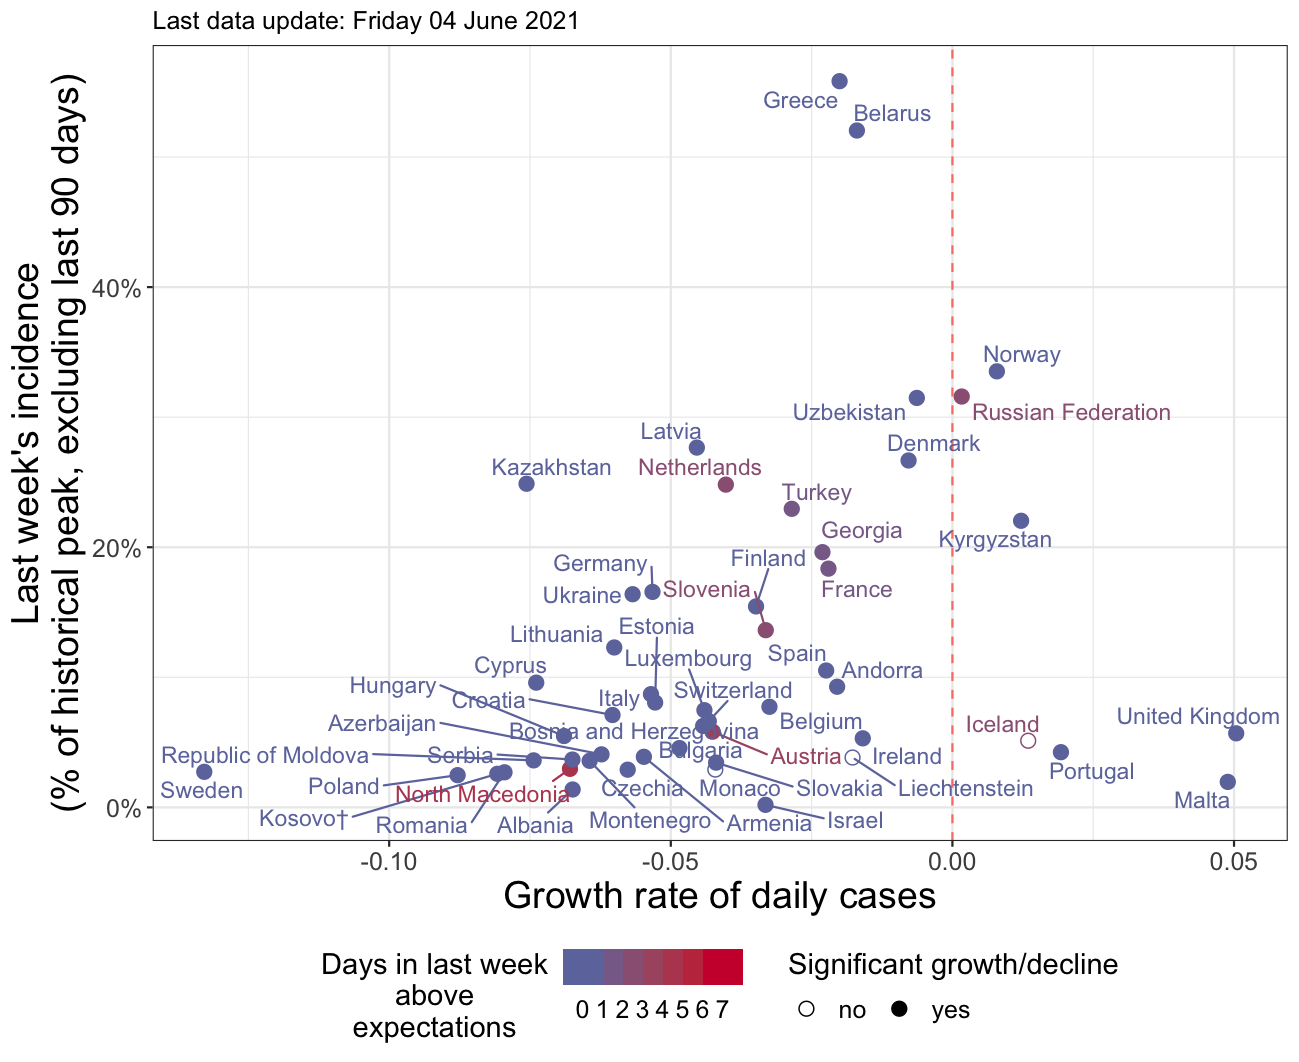 Last data update: Friday 04 June 2021
Last week's incidence
(% of historical peak, excluding last 90 days)
40%
20%
0%
Greece
Belarus
Norway
Uzbekistan
Russian Federation
Latvia
Denmark
Kazakhstan
Netherlands
Turkey
Georgia
Kyrgyzstan
Germany
Finland
Ukraine
Slovenia
France
Lithuania
Estonia
Cyprus
Luxembourg
Spain
Andorra
Hungary
Croatia
Italy
Switzerland
Azerbaijan
Bosnia and Herzegovina
Belgium
Iceland
United Kingdom
Republic of Moldova
Serbia
Bulgaria
Austria
Ireland
Portugal
Sweden
Poland
North Macedonia
Czechia
Monaco
Slovakia
Liechtenstein
Malta
Kosovo†
Romania
Albania
Montenegro
Armenia
Israel
-0.10
-0.05
0.00
0.05
Growth rate of daily cases
Days in last week
above
expectations
0 1 2 3 4 5 6 7
Significant growth/decline
no
yes